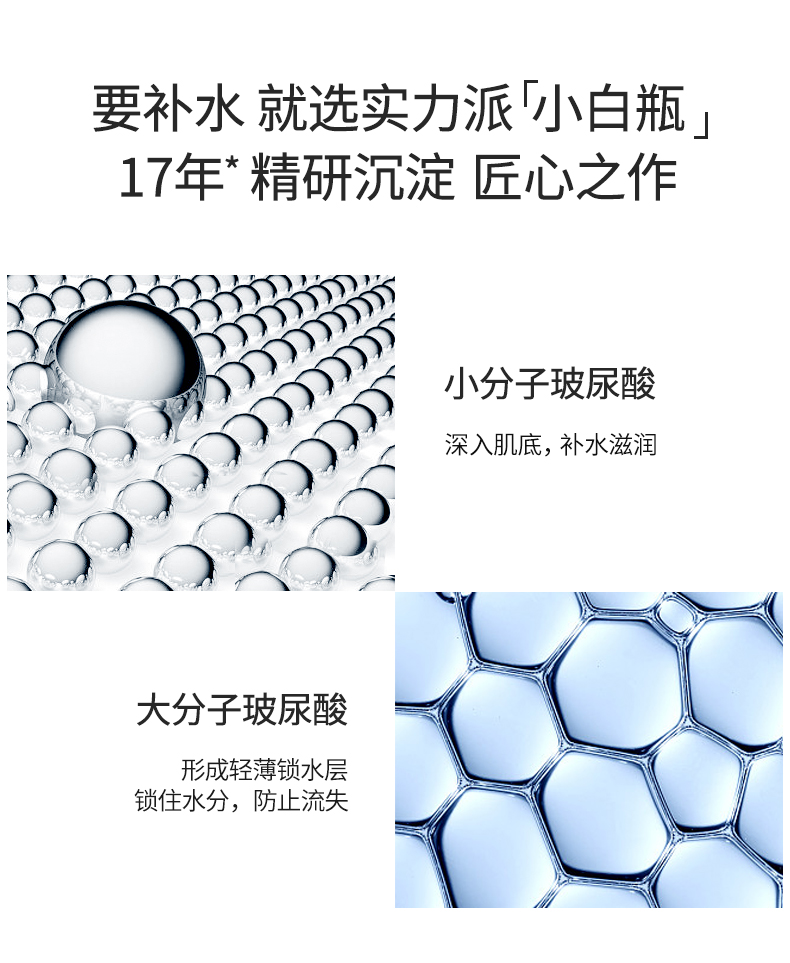 要补水 就选实力派「小白瓶」
17年* 精研沉淀 匠心之作
小分子玻尿酸
深入肌底，补水滋润
大分子玻尿酸
形成轻薄锁水层
锁住水分，防止流失